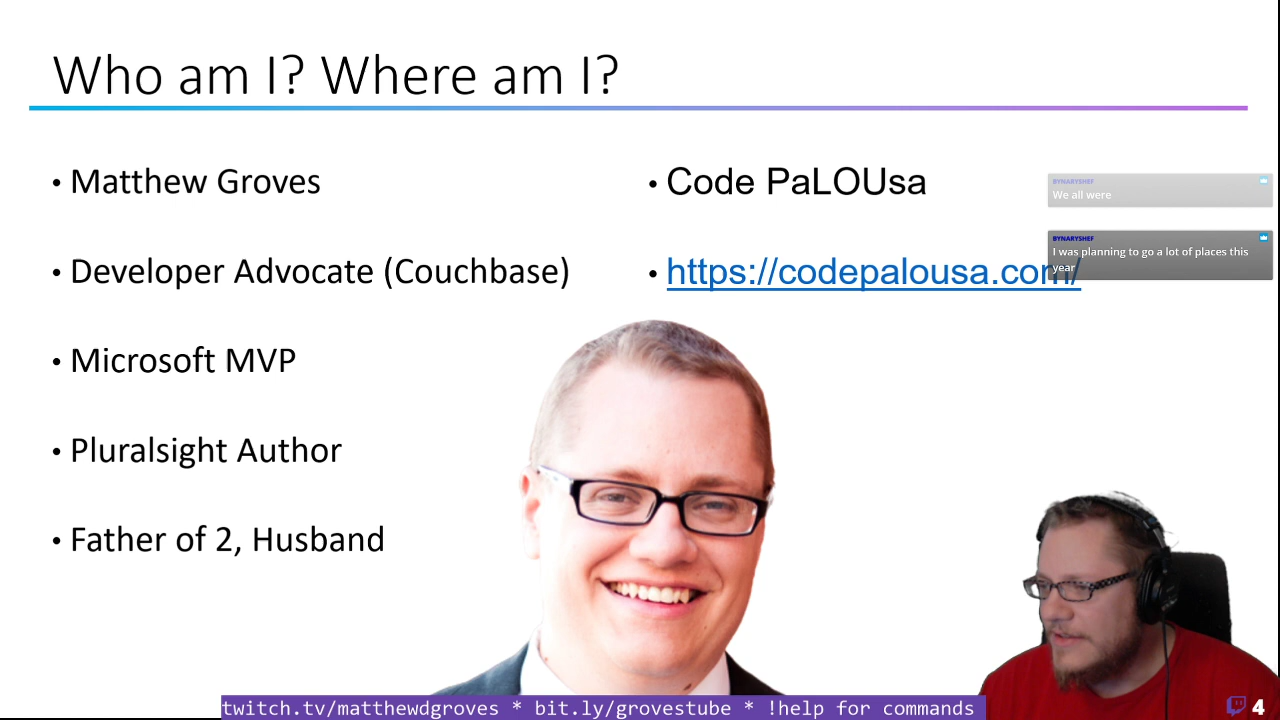 Who am I? Where am I?
• Matthew Groves
• Developer Advocate (Couchbase)
• Microsoft MVP
• Pluralsight Author
• Father of 2, Husband
• Code PaLOUsa
• https://codepalousa.com/
BYNARYSHEF
We all were
BYNARYSHEF
I was planning to go a lot of places this
year
twitch.tv/matthewdgroves * bit.ly/grovestube * !help for commands
4